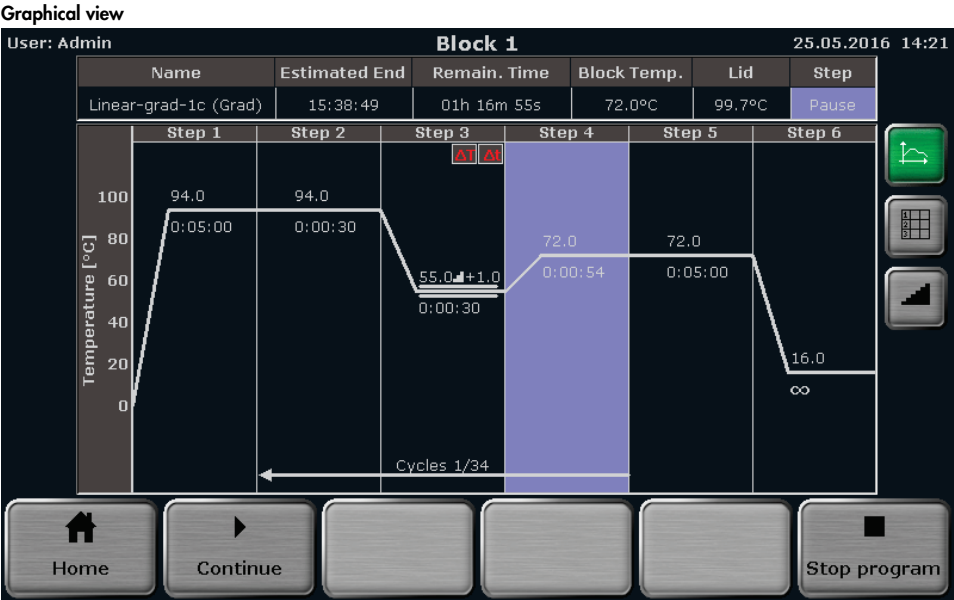 Graphical view
User: Admin Block 1 25.05.2016 14:21
Name Estimated End Remain. Time Block Temp. Lid Step
Linear-grad-1c (Grad) 15:38:49 01h 16m 55s 72.0°C 99.7°C Pause
Step 1 Step 2 Step 3 Step 4 Step 5 Step 6
ΔT Δt
Temperature [°C]
100
80
60
40
20
0
94.0 94.0 55.0 +1.0 72.0 72.0 16.0
0:05:00 0:00:30 0:00:30 0:00:54 0:05:00 ∞
Cycles 1/34
1
2
3
Home Continue Stop program